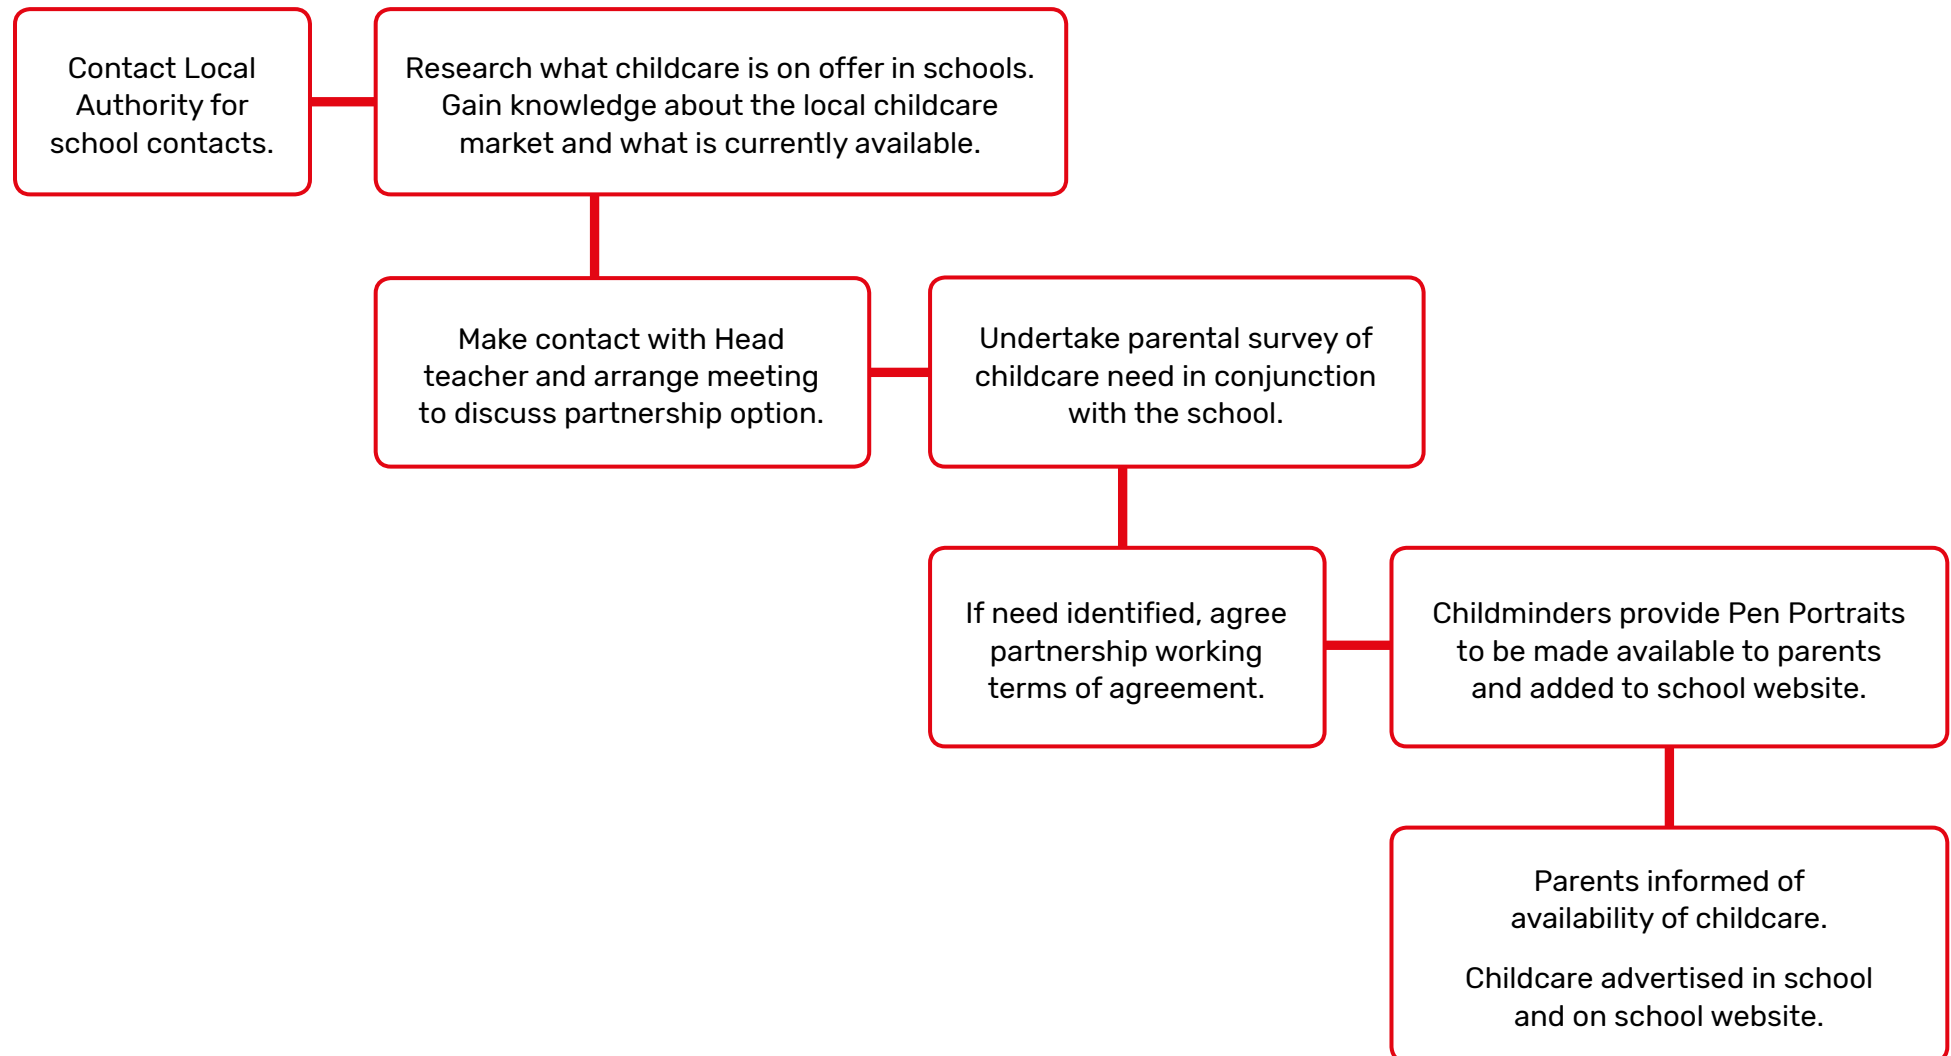 Contact Local
Authority for
school contacts.
Research what childcare is on offer in schools.
Gain knowledge about the local childcare
market and what is currently available.
Make contact with Head
teacher and arrange meeting
to discuss partnership option.
Undertake parental survey of
childcare need in conjunction
with the school.
If need identified, agree
partnership working
terms of agreement.
Childminders provide Pen Portraits
to be made available to parents
and added to school website.
Parents informed of
availability of childcare.
Childcare advertised in school
and on school website.